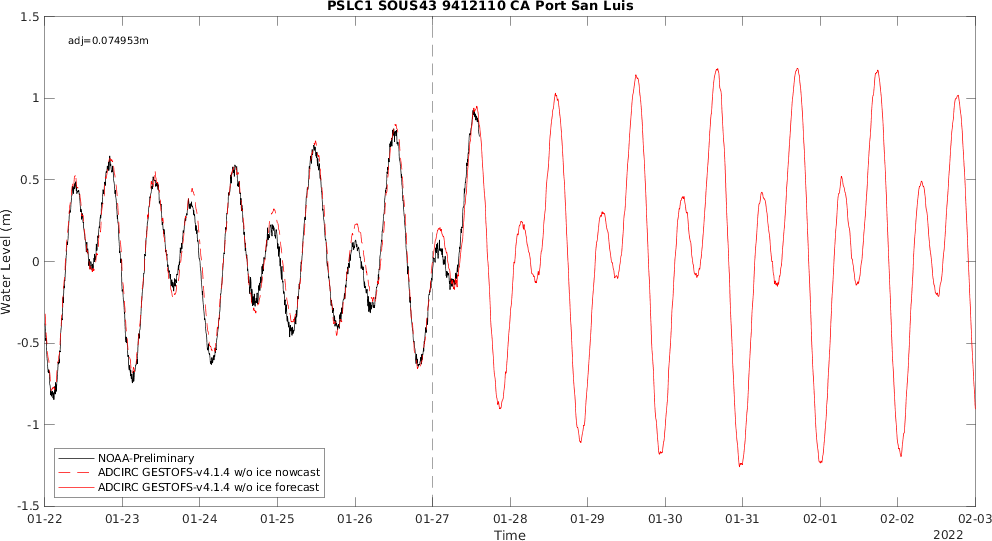 PSLC1 SOUS43 9412110 CA Port San Luis
1.5
adj=0.074953m
1
0.5
0
-0.5
-1
-1.5
Water Level (m)
NOAA-Preliminary
ADCIRC GESTOFS-v4.1.4 w/o ice nowcast
ADCIRC GESTOFS-v4.1.4 w/o ice forecast
01-22 01-23 01-24 01-25 01-26 01-27 01-28 01-29 01-30 01-31 02-01 02-02 02-03
Time
2022